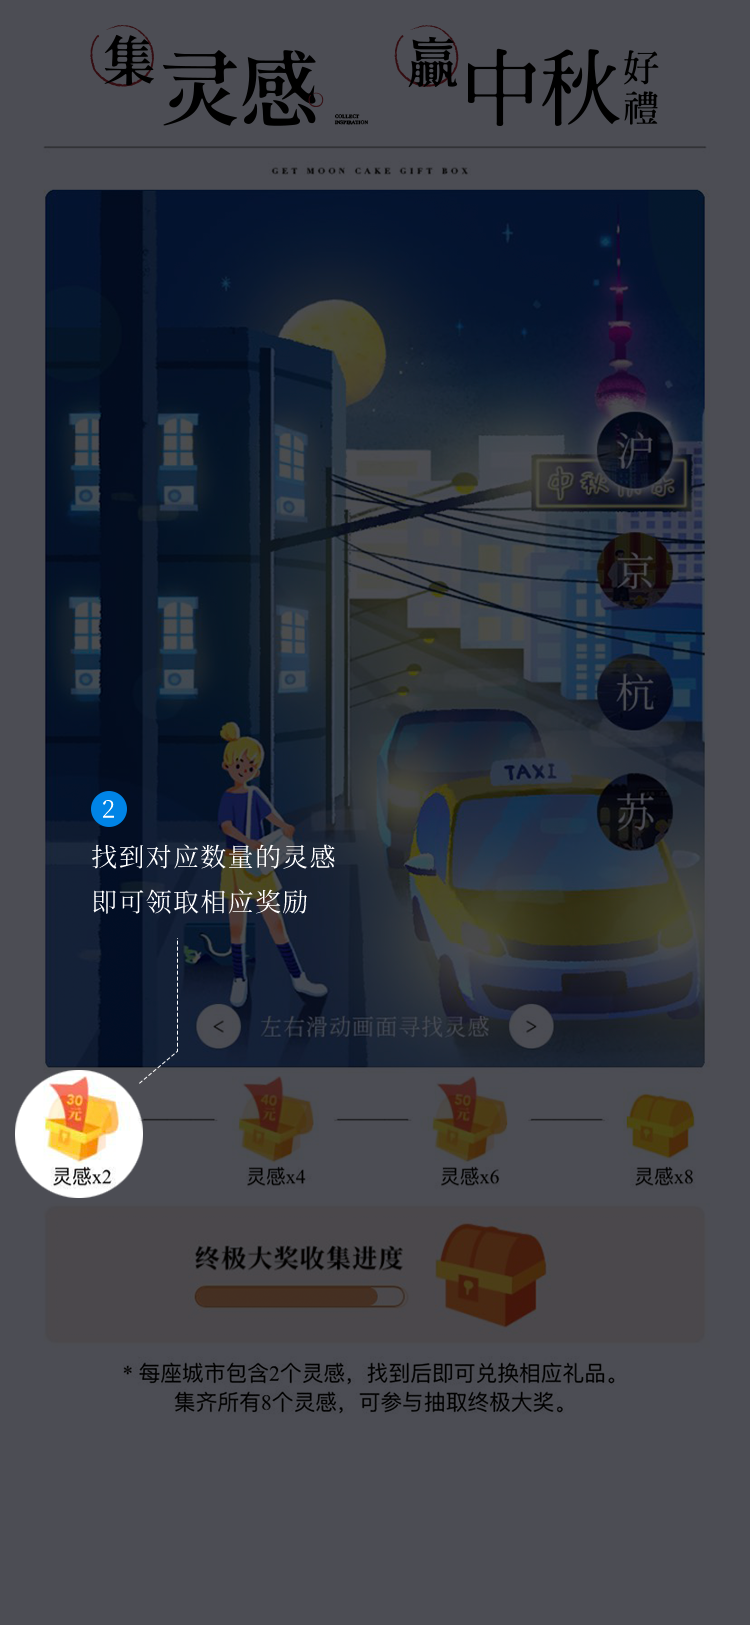 集灵感 COLLECT INSPIRATION 赢中秋好禮
GET MOON CAKE GIFT BOX
沪
中秋
京
杭
TAXI
苏
2
找到对应数量的灵感
即可领取相应奖励
< 左右滑动画面寻找灵感 >
30元 40元 50元
灵感x2 灵感x4 灵感x6 灵感x8
终极大奖收集进度
* 每座城市包含2个灵感，找到后即可兑换相应礼品。
集齐所有8个灵感，可参与抽取终极大奖。